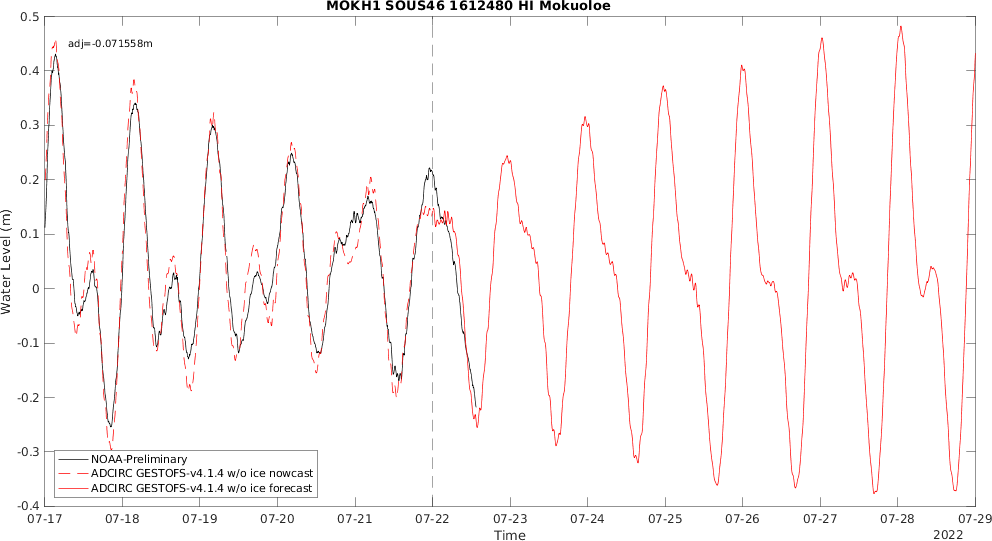 MOKH1 SOUS46 1612480 HI Mokuoloe
adj=-0.071558m
0.5
0.4
0.3
0.2
0.1
0
-0.1
-0.2
-0.3
-0.4
Water Level (m)
NOAA-Preliminary
ADCIRC GESTOFS-v4.1.4 w/o ice nowcast
ADCIRC GESTOFS-v4.1.4 w/o ice forecast
07-17 07-18 07-19 07-20 07-21 07-22 07-23 07-24 07-25 07-26 07-27 07-28 07-29
Time
2022